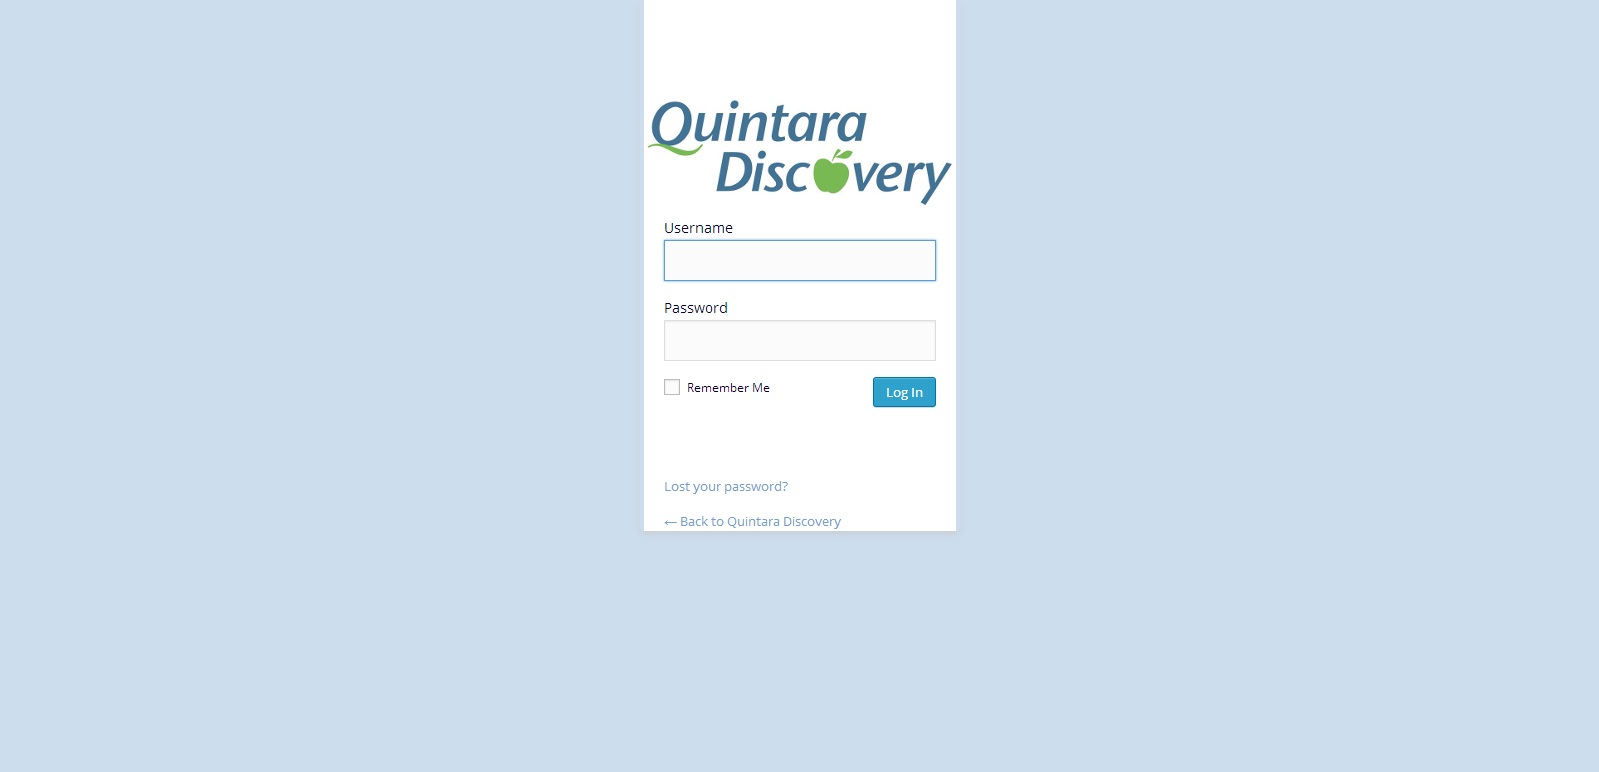 Quintara
Discovery
Username
Password
Remember Me
Log In
Lost your password?
← Back to Quintara Discovery